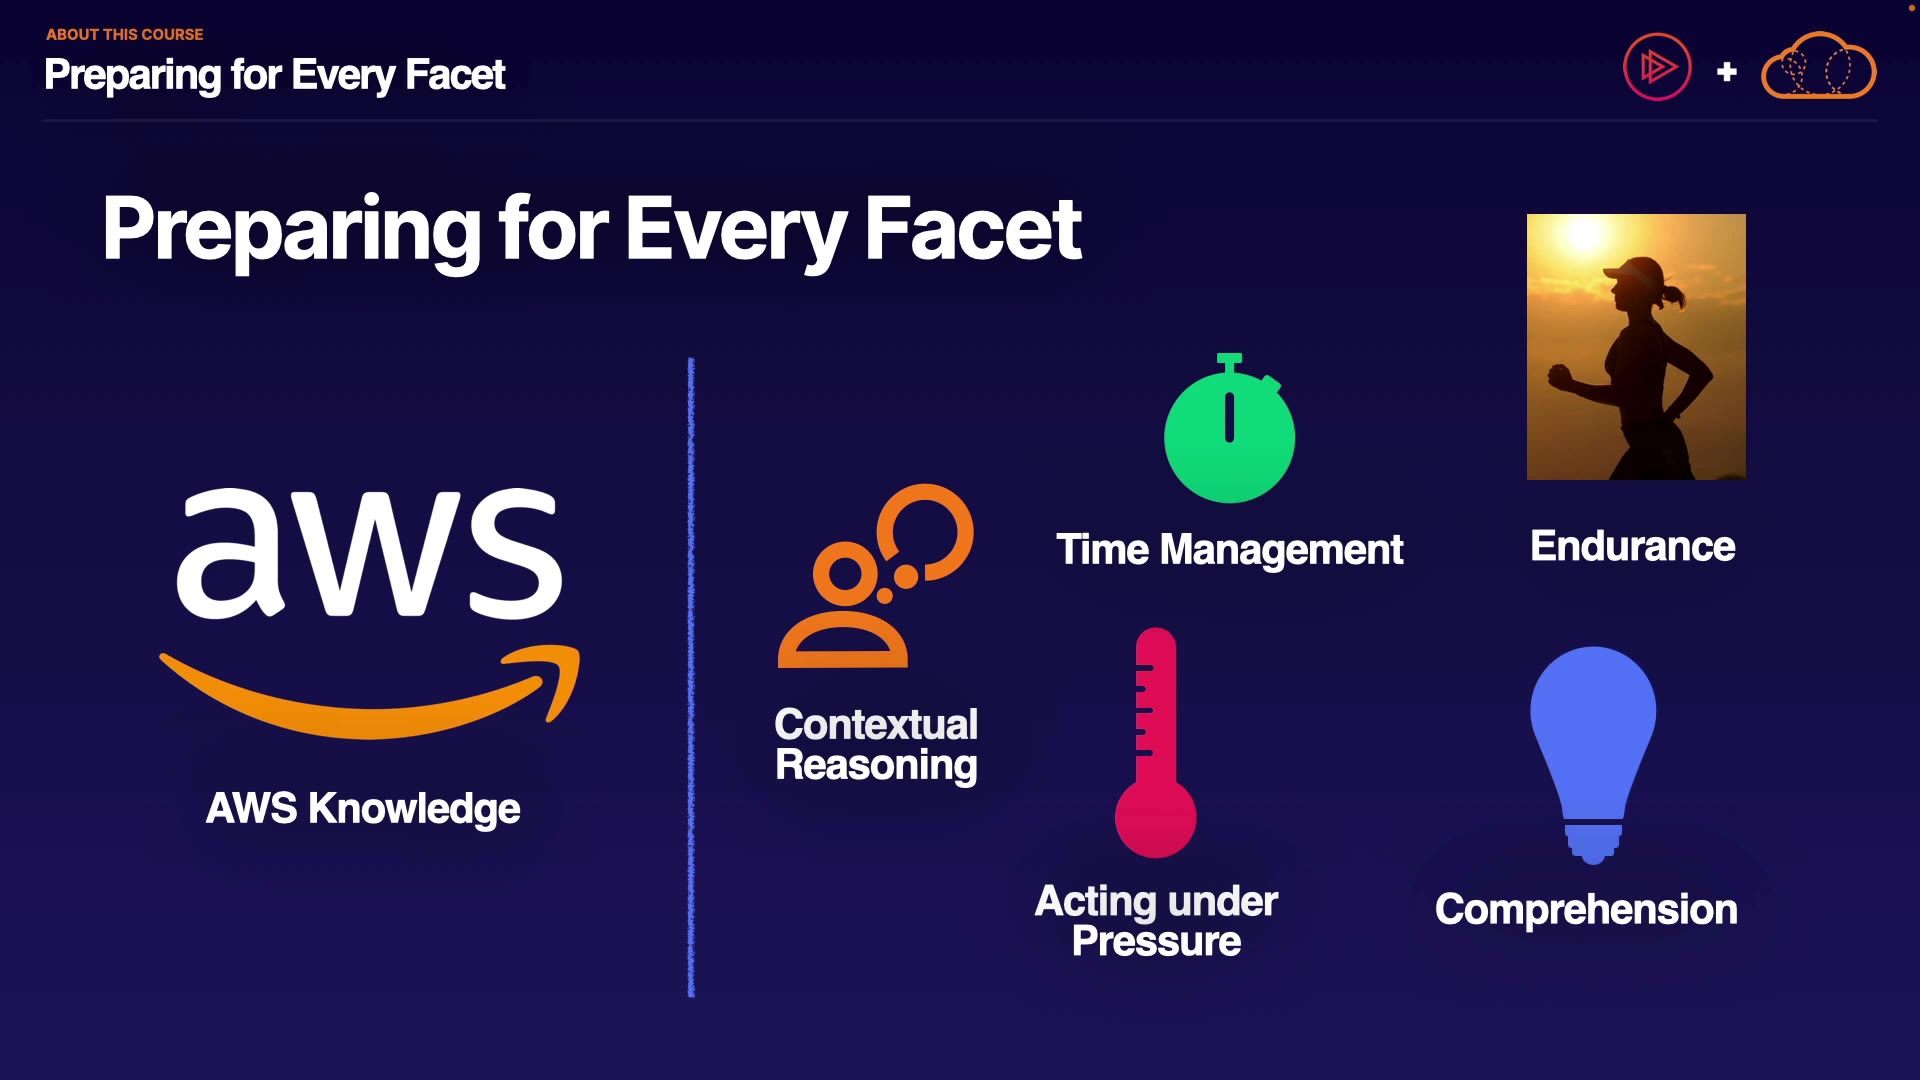 ABOUT THIS COURSE
Preparing for Every Facet
+
Preparing for Every Facet
aws
AWS Knowledge
Contextual
Reasoning
Time Management
Endurance
Acting under
Pressure
Comprehension